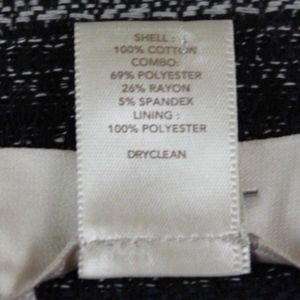 SHELL :
100% COTTON
COMBO:
69% POLYESTER
26% RAYON
5% SPANDEX
LINING :
100% POLYESTER
DRYCLEAN